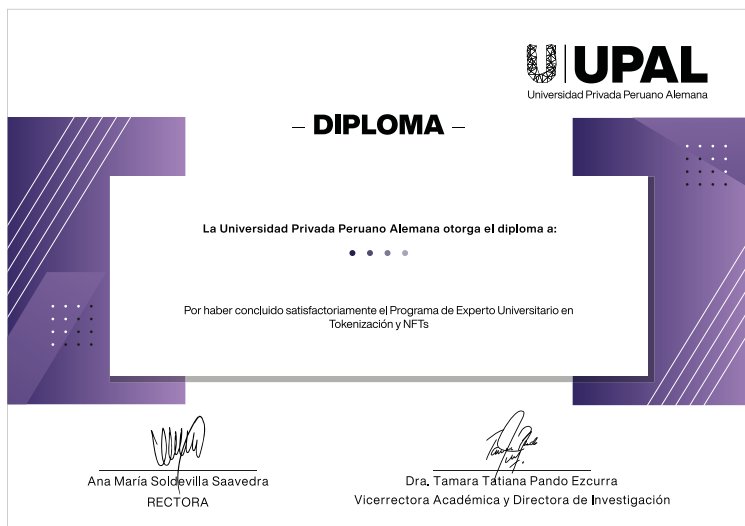 UPAL
Universidad Privada Peruano Alemana
– DIPLOMA –
La Universidad Privada Peruano Alemana otorga el diploma a:
Por haber concluido satisfactoriamente el Programa de Experto Universitario en
Tokenización y NFTs
Ana María Soldevilla Saavedra
RECTORA
Dra. Tamara Tatiana Pando Ezcurra
Vicerrectora Académica y Directora de Investigación